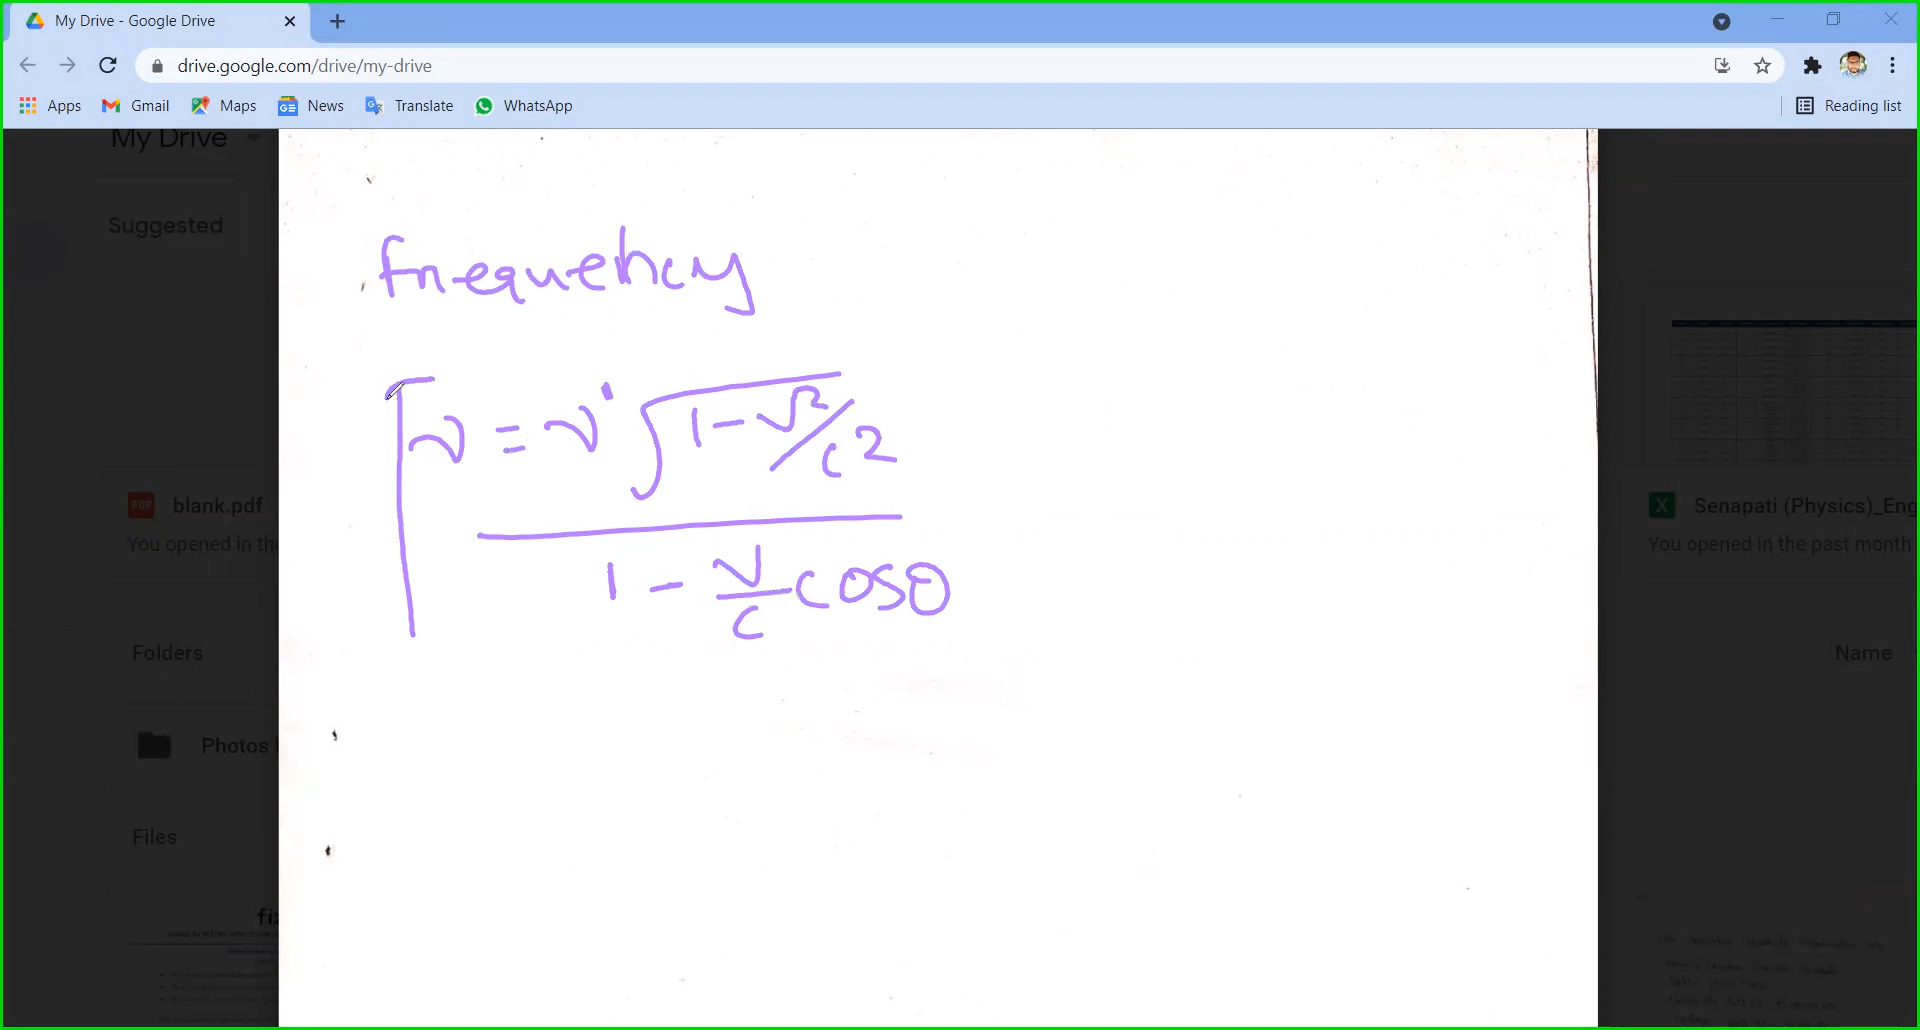 My Drive - Google Drive
drive.google.com/drive/my-drive
Apps Gmail Maps News Translate WhatsApp Reading list
My Drive
Suggested
frequency
ν = ν' √1 - v²/c2
1 - v/c cosθ
blank.pdf
You opened in the
Senapati (Physics)_Eng
You opened in the past month
Folders
Name
Photos
Files